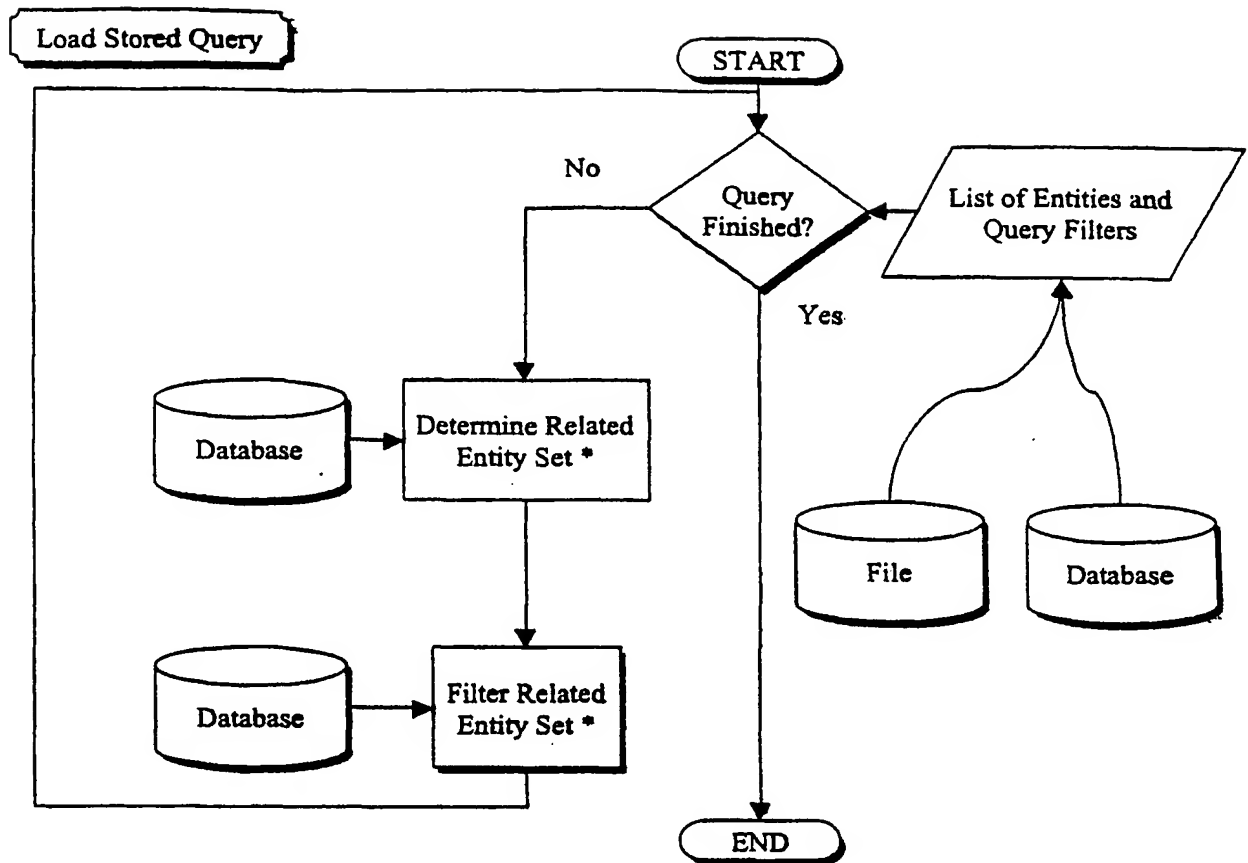 Load Stored Query
START
No
Query
Finished?
List of Entities and
Query Filters
Yes
Database
Determine Related
Entity Set *
File
Database
Database
Filter Related
Entity Set *
END